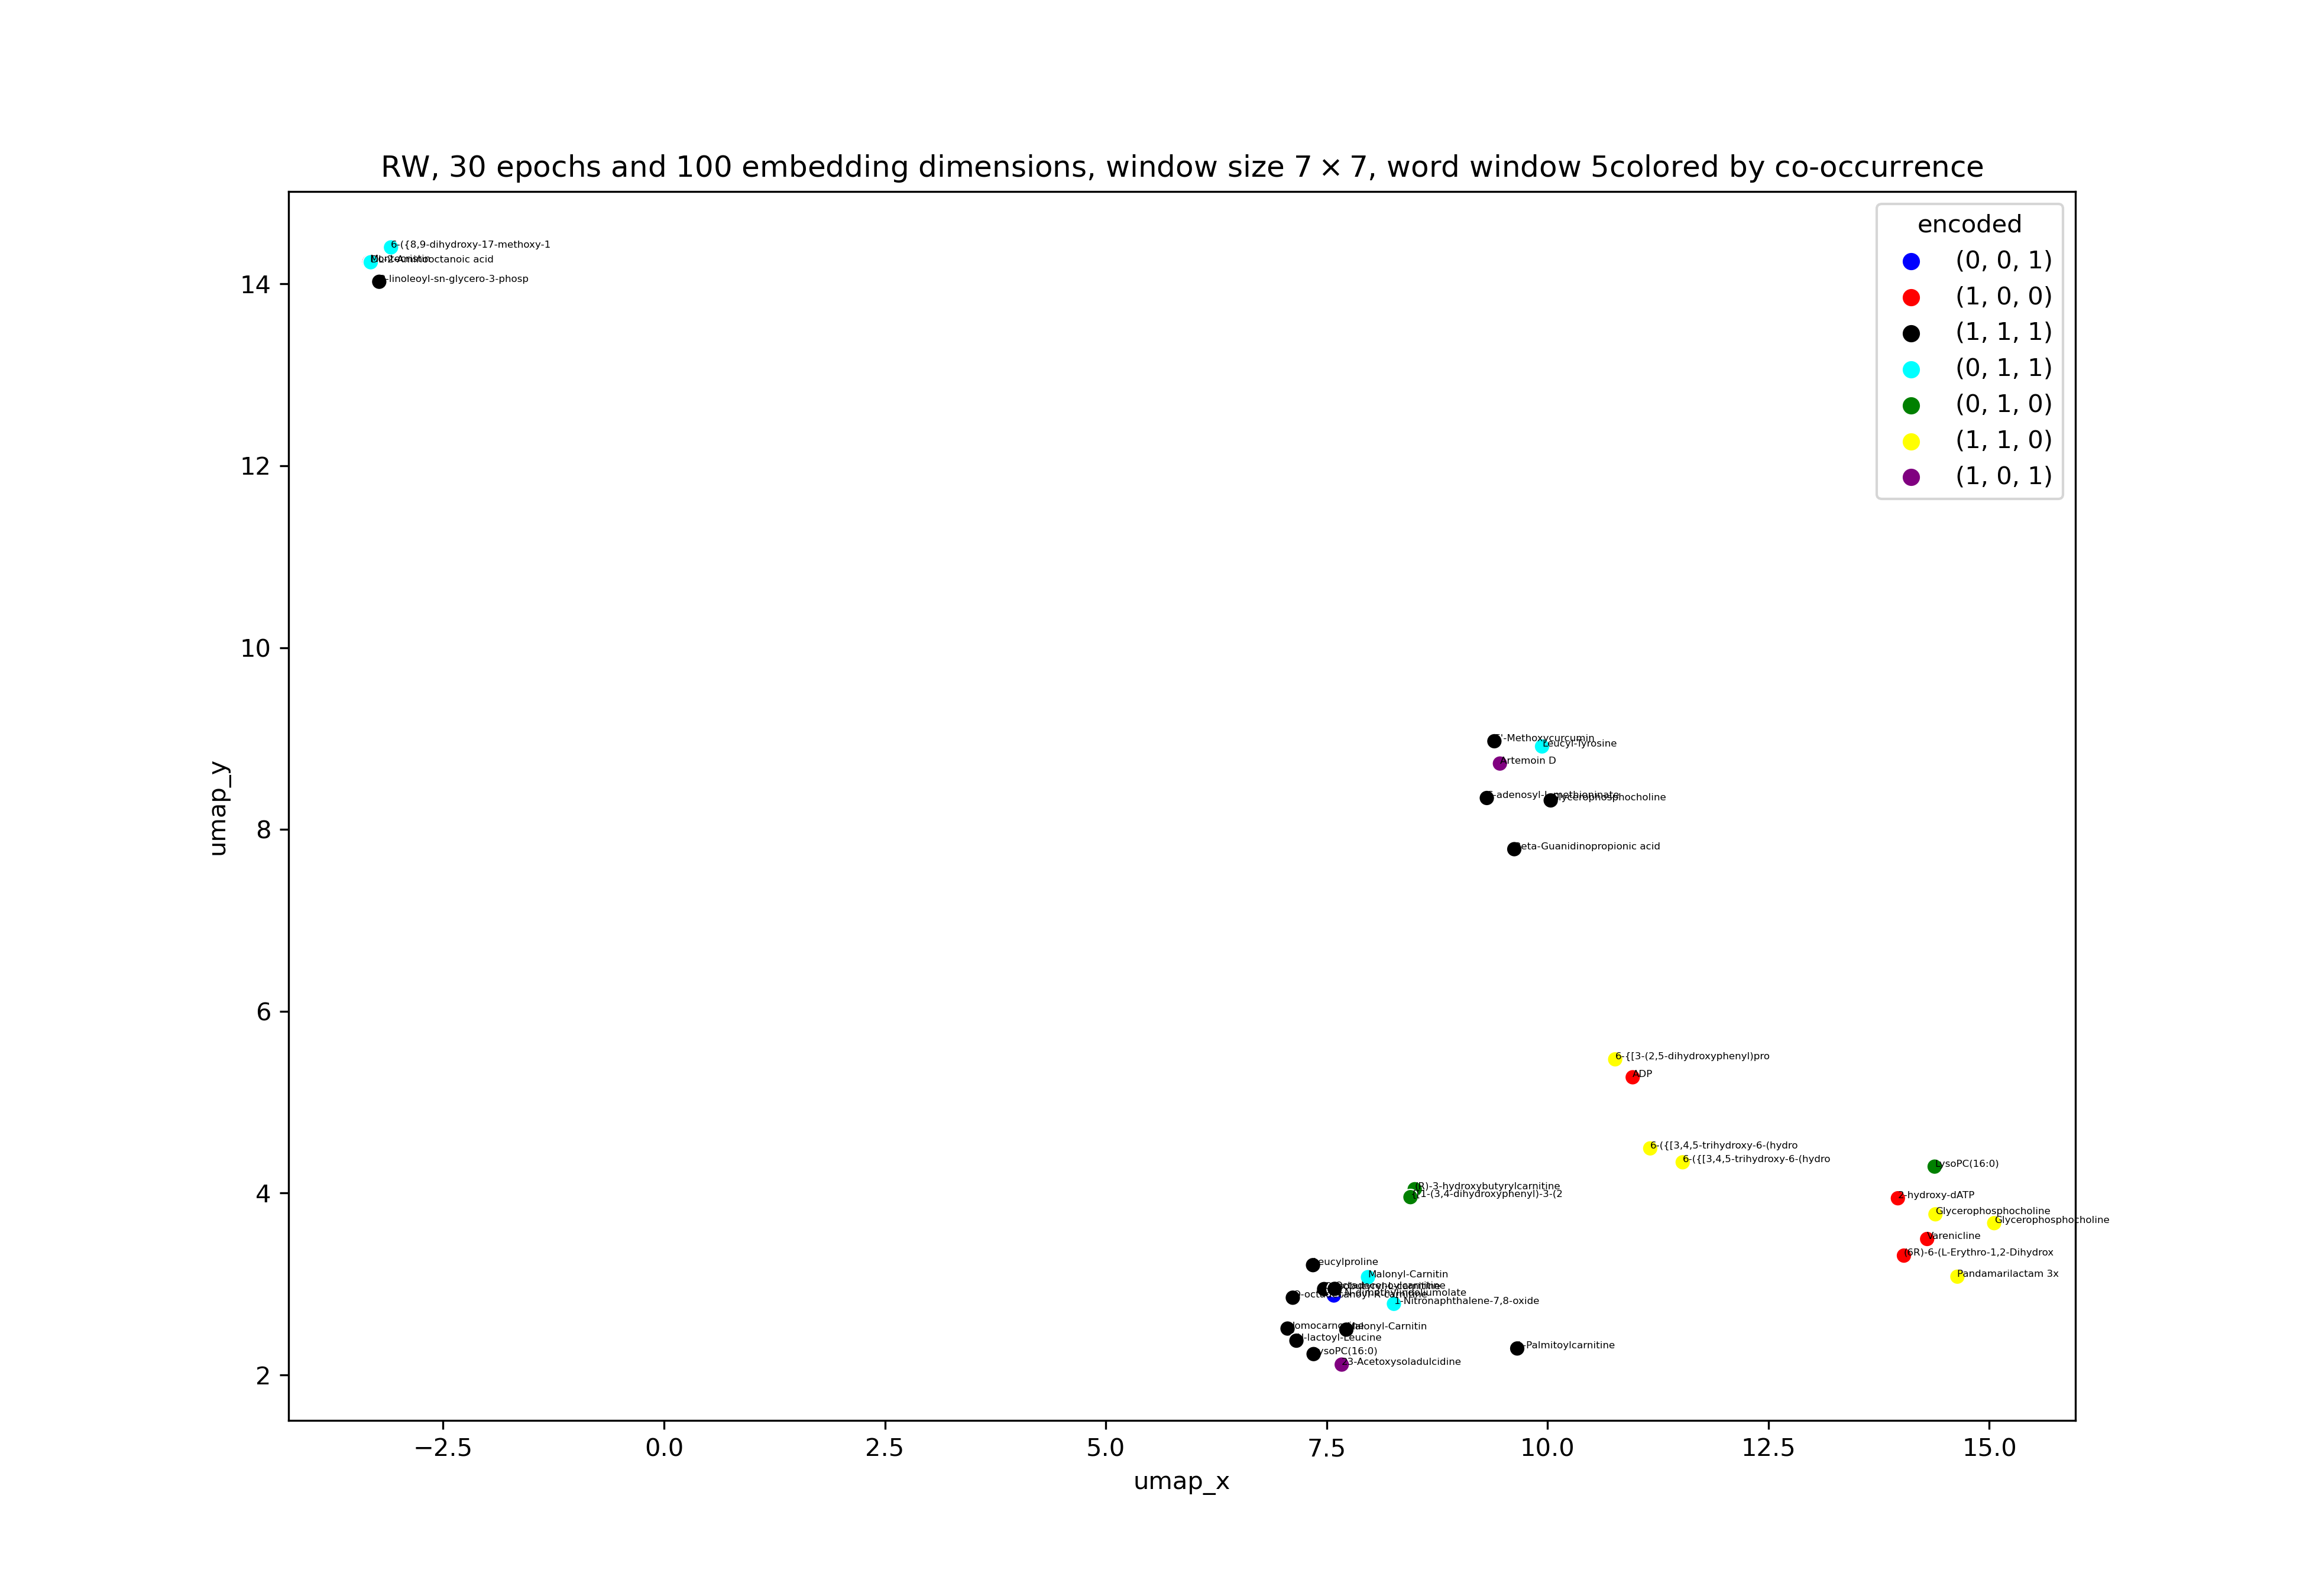 RW, 30 epochs and 100 embedding dimensions, window size 7 × 7, word window 5colored by co-occurrence
encoded
(0, 0, 1)
(1, 0, 0)
(1, 1, 1)
(0, 1, 1)
(0, 1, 0)
(1, 1, 0)
(1, 0, 1)
14
12
10
8
6
4
2
umap_y
6-({8,9-dihydroxy-17-methoxy-1
acid
-linoleoyl-sn-glycero-3-phosp
'-Methoxycurcumin
Leucyl-Tyrosine
Artemoin D
-adenosyl-L-methioninate
Glycerophosphocholine
eta-Guanidinopropionic acid
6-{[3-(2,5-dihydroxyphenyl)pro
ADP
6-({[3,4,5-trihydroxy-6-(hydro
6-({[3,4,5-trihydroxy-6-(hydro
LysoPC(16:0)
2-hydroxy-dATP
Glycerophosphocholine
Glycerophosphocholine
Varenicline
(6R)-6-(L-Erythro-1,2-Dihydrox
Pandamarilactam 3x
(R)-3-hydroxybutyrylcarnitine
{[1-(3,4-dihydroxyphenyl)-3-(2
eucylproline
Malonyl-Carnitin
1-Nitronaphthalene-7,8-oxide
alonyl-Carnitin
-lactoyl-Leucine
ysoPC(16:0)
23-Acetoxysoladulcidine
-Palmitoylcarnitine
−2.5 0.0 2.5 5.0 7.5 10.0 12.5 15.0
umap_x